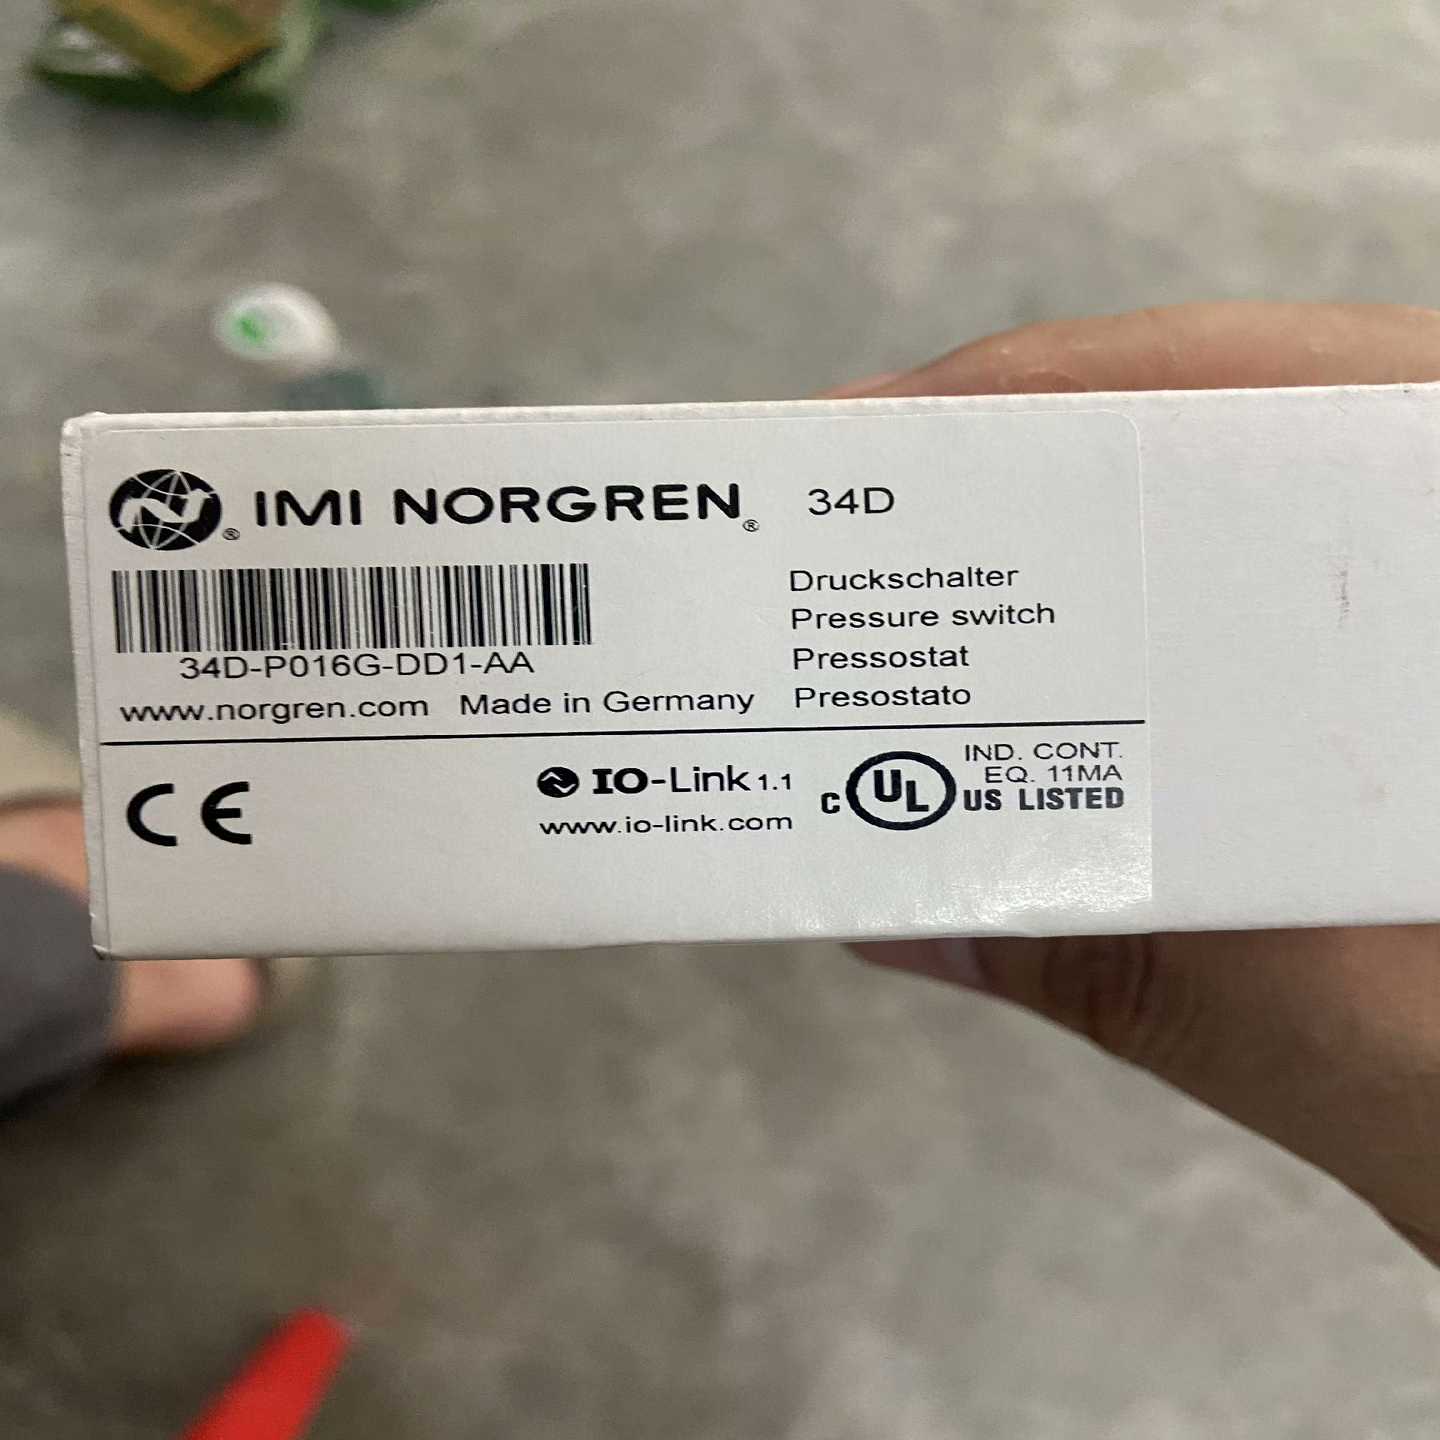 IMI NORGREN® 34D
34D-P016G-DD1-AA
www.norgren.com Made in Germany
Druckschalter
Pressure switch
Pressostat
Presostato
CE
IO-Link 1.1
www.io-link.com
C UL US LISTED
IND. CONT.
EQ. 11MA